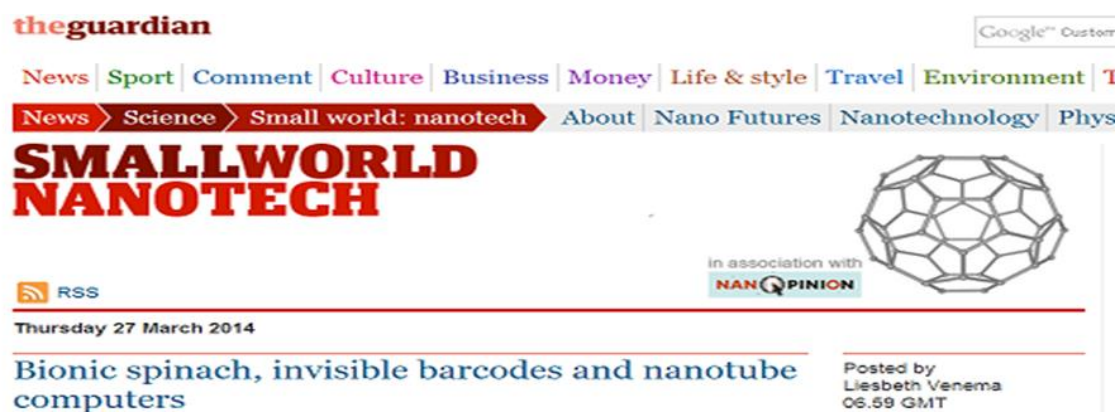 theguardian
Google™ Custom
News Sport Comment Culture Business Money Life & style Travel Environment T
News Science Small world: nanotech About Nano Futures Nanotechnology Phys
SMALLWORLD
NANOTECH
in association with
NANOPINION
RSS
Thursday 27 March 2014
Bionic spinach, invisible barcodes and nanotube
computers
Posted by
Liesbeth Venema
06.59 GMT